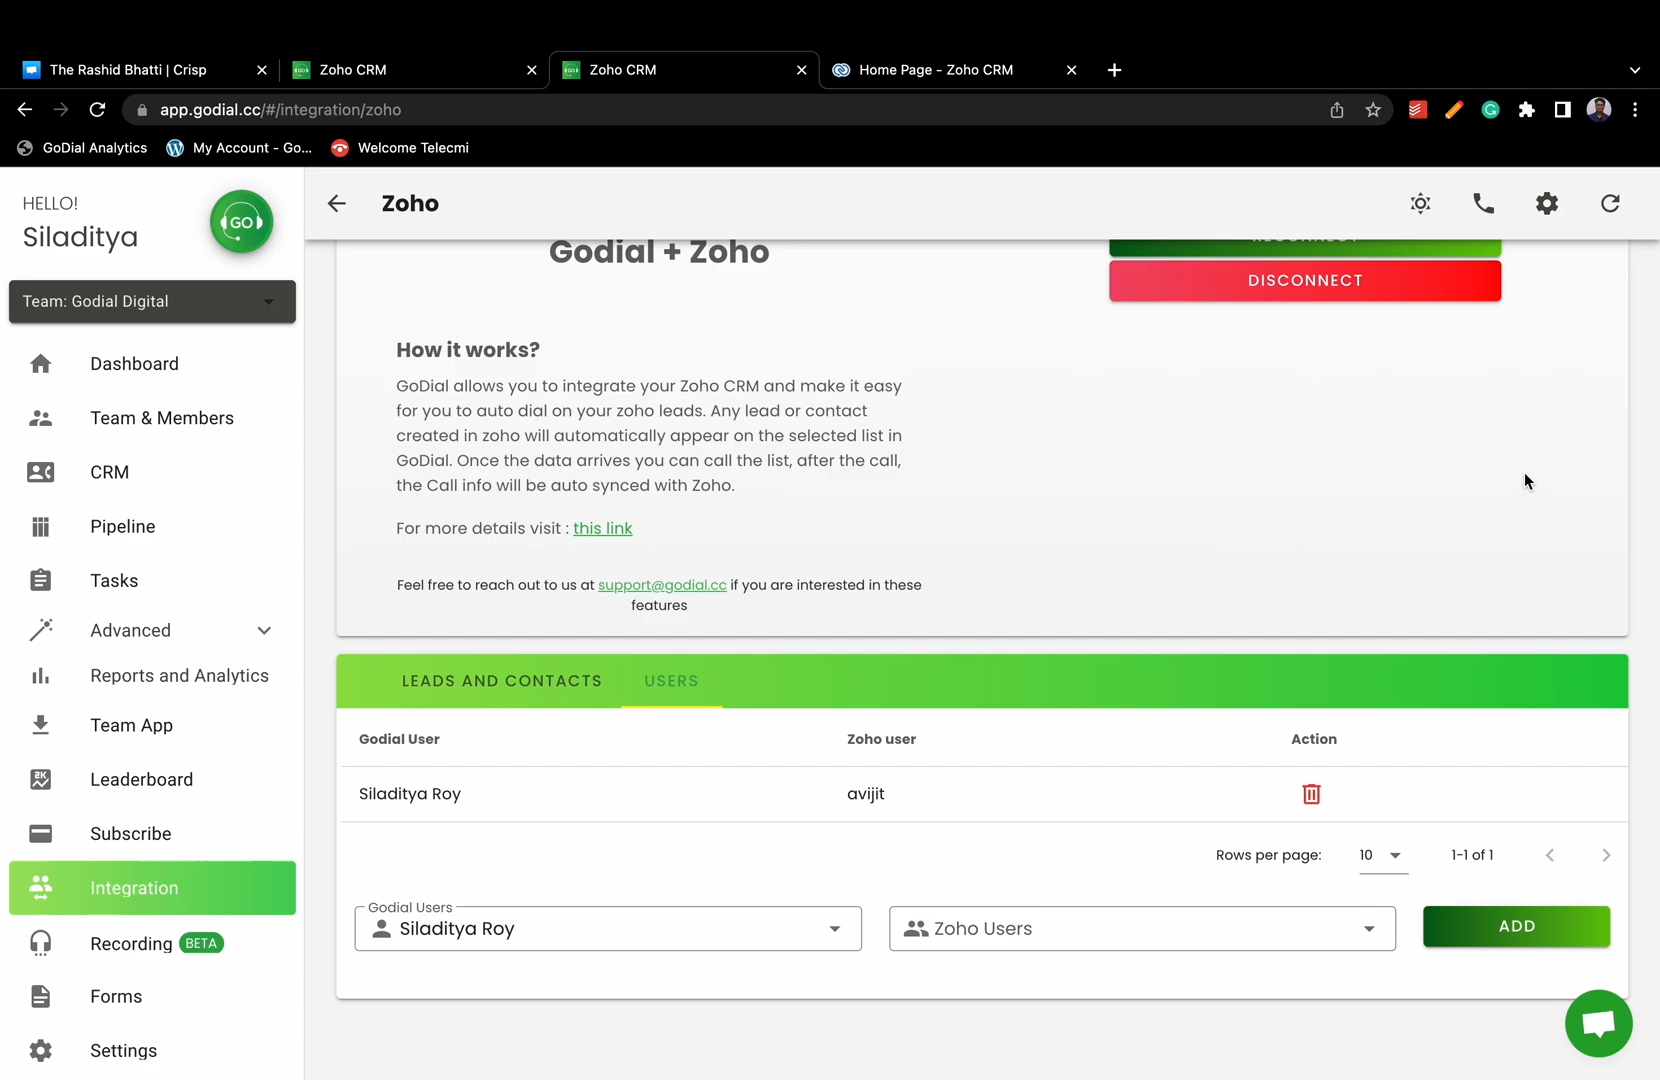 The Rashid Bhatti | Crisp
Zoho CRM
Zoho CRM
Home Page - Zoho CRM
app.godial.cc/#/integration/zoho
GoDial Analytics
My Account - Go...
Welcome Telecmi
HELLO!
Siladitya
GO
Zoho
Team: Godial Digital
Dashboard
Team & Members
CRM
Pipeline
Tasks
Advanced
Reports and Analytics
Team App
Leaderboard
Subscribe
Integration
Recording BETA
Forms
Settings
Godial + Zoho
RECONNECT
DISCONNECT
How it works?
GoDial allows you to integrate your Zoho CRM and make it easy
for you to auto dial on your zoho leads. Any lead or contact
created in zoho will automatically appear on the selected list in
GoDial. Once the data arrives you can call the list, after the call,
the Call info will be auto synced with Zoho.
For more details visit : this link
Feel free to reach out to us at support@godial.cc if you are interested in these
features
LEADS AND CONTACTS
USERS
Godial User
Zoho user
Action
Siladitya Roy
avijit
Rows per page:
10
1-1 of 1
Godial Users
Siladitya Roy
Zoho Users
ADD